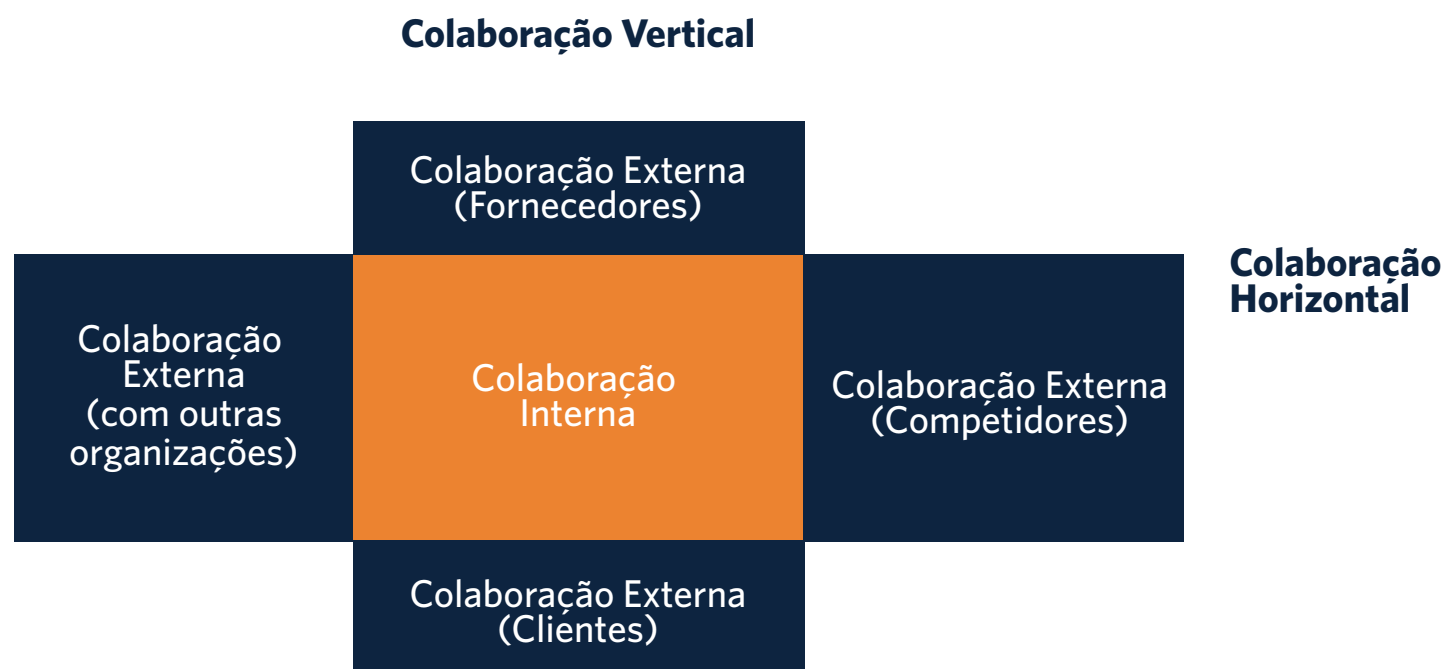 Colaboração Vertical
Colaboração Externa
(Fornecedores)
Colaboração
Horizontal
Colaboração
Externa
(com outras
organizações)
Colaboração
Interna
Colaboração Externa
(Competidores)
Colaboração Externa
(Clientes)